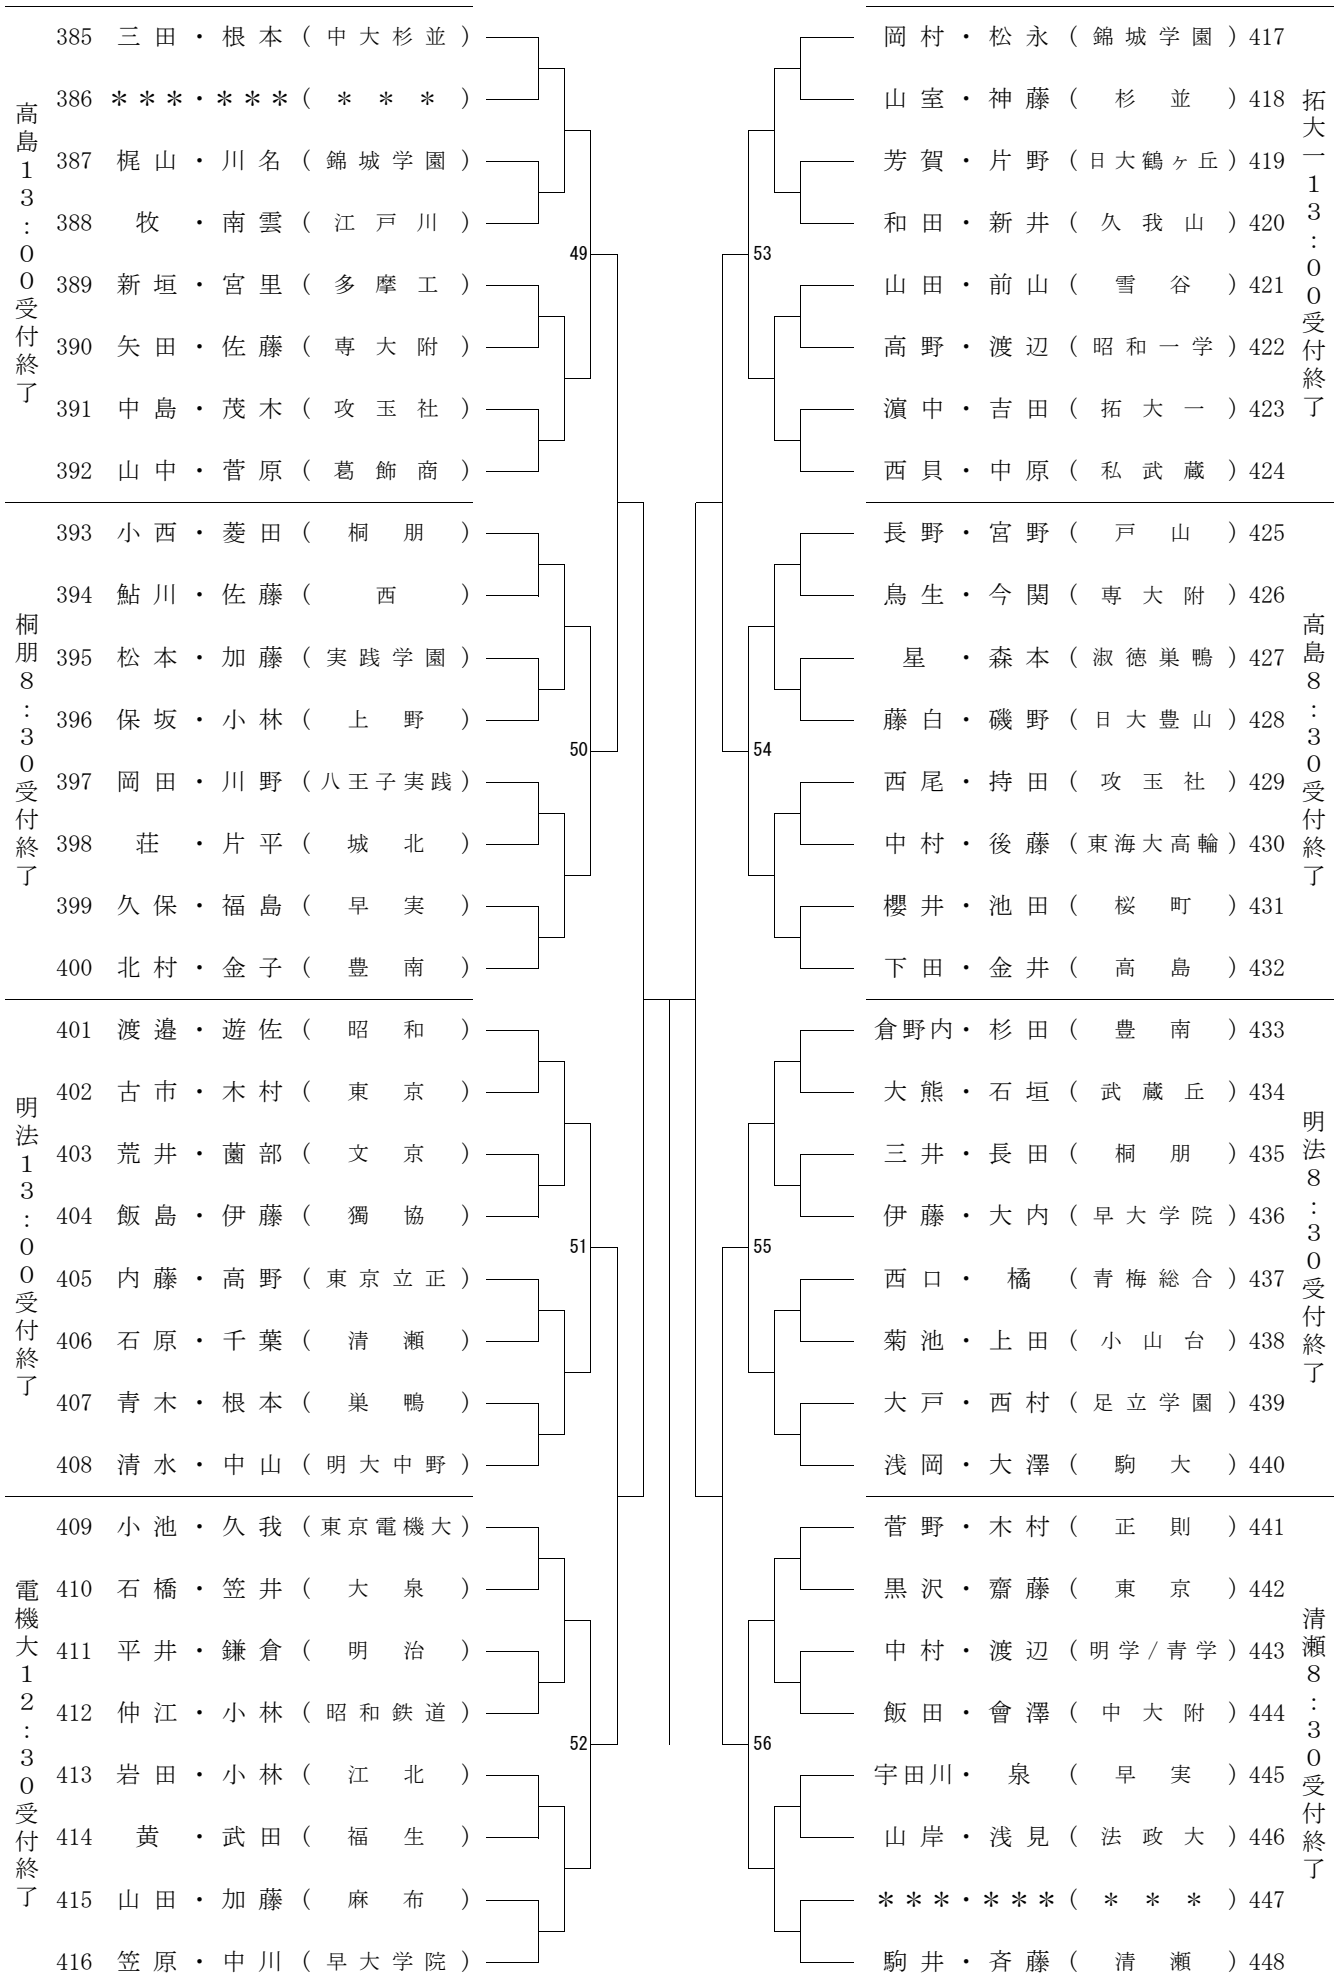 高島13:00受付終了
385 三田・根本(中大杉並)
386 ***・***(***)
387 梶山・川名(錦城学園)
388 牧・南雲(江戸川)
49
389 新垣・宮里(多摩工)
390 矢田・佐藤(専大附)
391 中島・茂木(攻玉社)
392 山中・菅原(葛飾商)
桐朋8:30受付終了
393 小西・菱田(桐朋)
394 鮎川・佐藤(西)
395 松本・加藤(実践学園)
396 保坂・小林(上野)
50
397 岡田・川野(八王子実践)
398 荘・片平(城北)
399 久保・福島(早実)
400 北村・金子(豊南)
明法13:00受付終了
401 渡邉・遊佐(昭和)
402 古市・木村(東京)
403 荒井・薗部(文京)
404 飯島・伊藤(獨協)
51
405 内藤・高野(東京立正)
406 石原・千葉(清瀬)
407 青木・根本(巣鴨)
408 清水・中山(明大中野)
電機大12:30受付終了
409 小池・久我(東京電機大)
410 石橋・笠井(大泉)
411 平井・鎌倉(明治)
412 仲江・小林(昭和鉄道)
52
413 岩田・小林(江北)
414 黄・武田(福生)
415 山田・加藤(麻布)
416 笠原・中川(早大学院)
岡村・松永(錦城学園)417
山室・神藤(杉並)418
芳賀・片野(日大鶴ヶ丘)419
和田・新井(久我山)420
53
山田・前山(雪谷)421
高野・渡辺(昭和一学)422
濵中・吉田(拓大一)423
西貝・中原(私武蔵)424
拓大一13:00受付終了
長野・宮野(戸山)425
鳥生・今関(専大附)426
星・森本(淑徳巣鴨)427
藤白・磯野(日大豊山)428
54
西尾・持田(攻玉社)429
中村・後藤(東海大高輪)430
櫻井・池田(桜町)431
下田・金井(高島)432
高島8:30受付終了
倉野内・杉田(豊南)433
大熊・石垣(武蔵丘)434
三井・長田(桐朋)435
伊藤・大内(早大学院)436
55
西口・橘(青梅総合)437
菊池・上田(小山台)438
大戸・西村(足立学園)439
浅岡・大澤(駒大)440
明法8:30受付終了
菅野・木村(正則)441
黒沢・齋藤(東京)442
中村・渡辺(明学/青学)443
飯田・會澤(中大附)444
56
宇田川・泉(早実)445
山岸・浅見(法政大)446
***・***(***)447
駒井・斉藤(清瀬)448
清瀬8:30受付終了